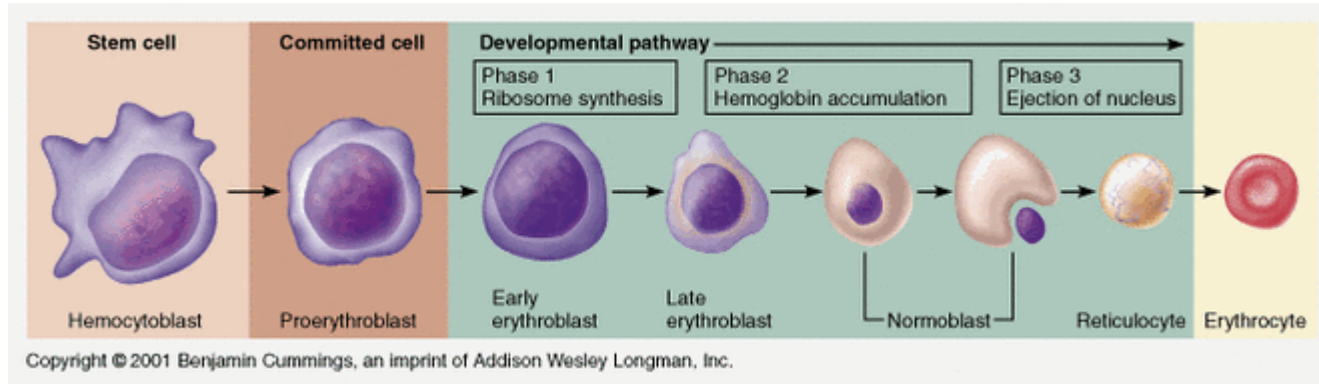 Stem cell
Committed cell
Developmental pathway
Phase 1
Ribosome synthesis
Phase 2
Hemoglobin accumulation
Phase 3
Ejection of nucleus
Hemocytoblast
Proerythroblast
Early
erythroblast
Late
erythroblast
Normoblast
Reticulocyte
Erythrocyte
Copyright © 2001 Benjamin Cummings, an imprint of Addison Wesley Longman, Inc.